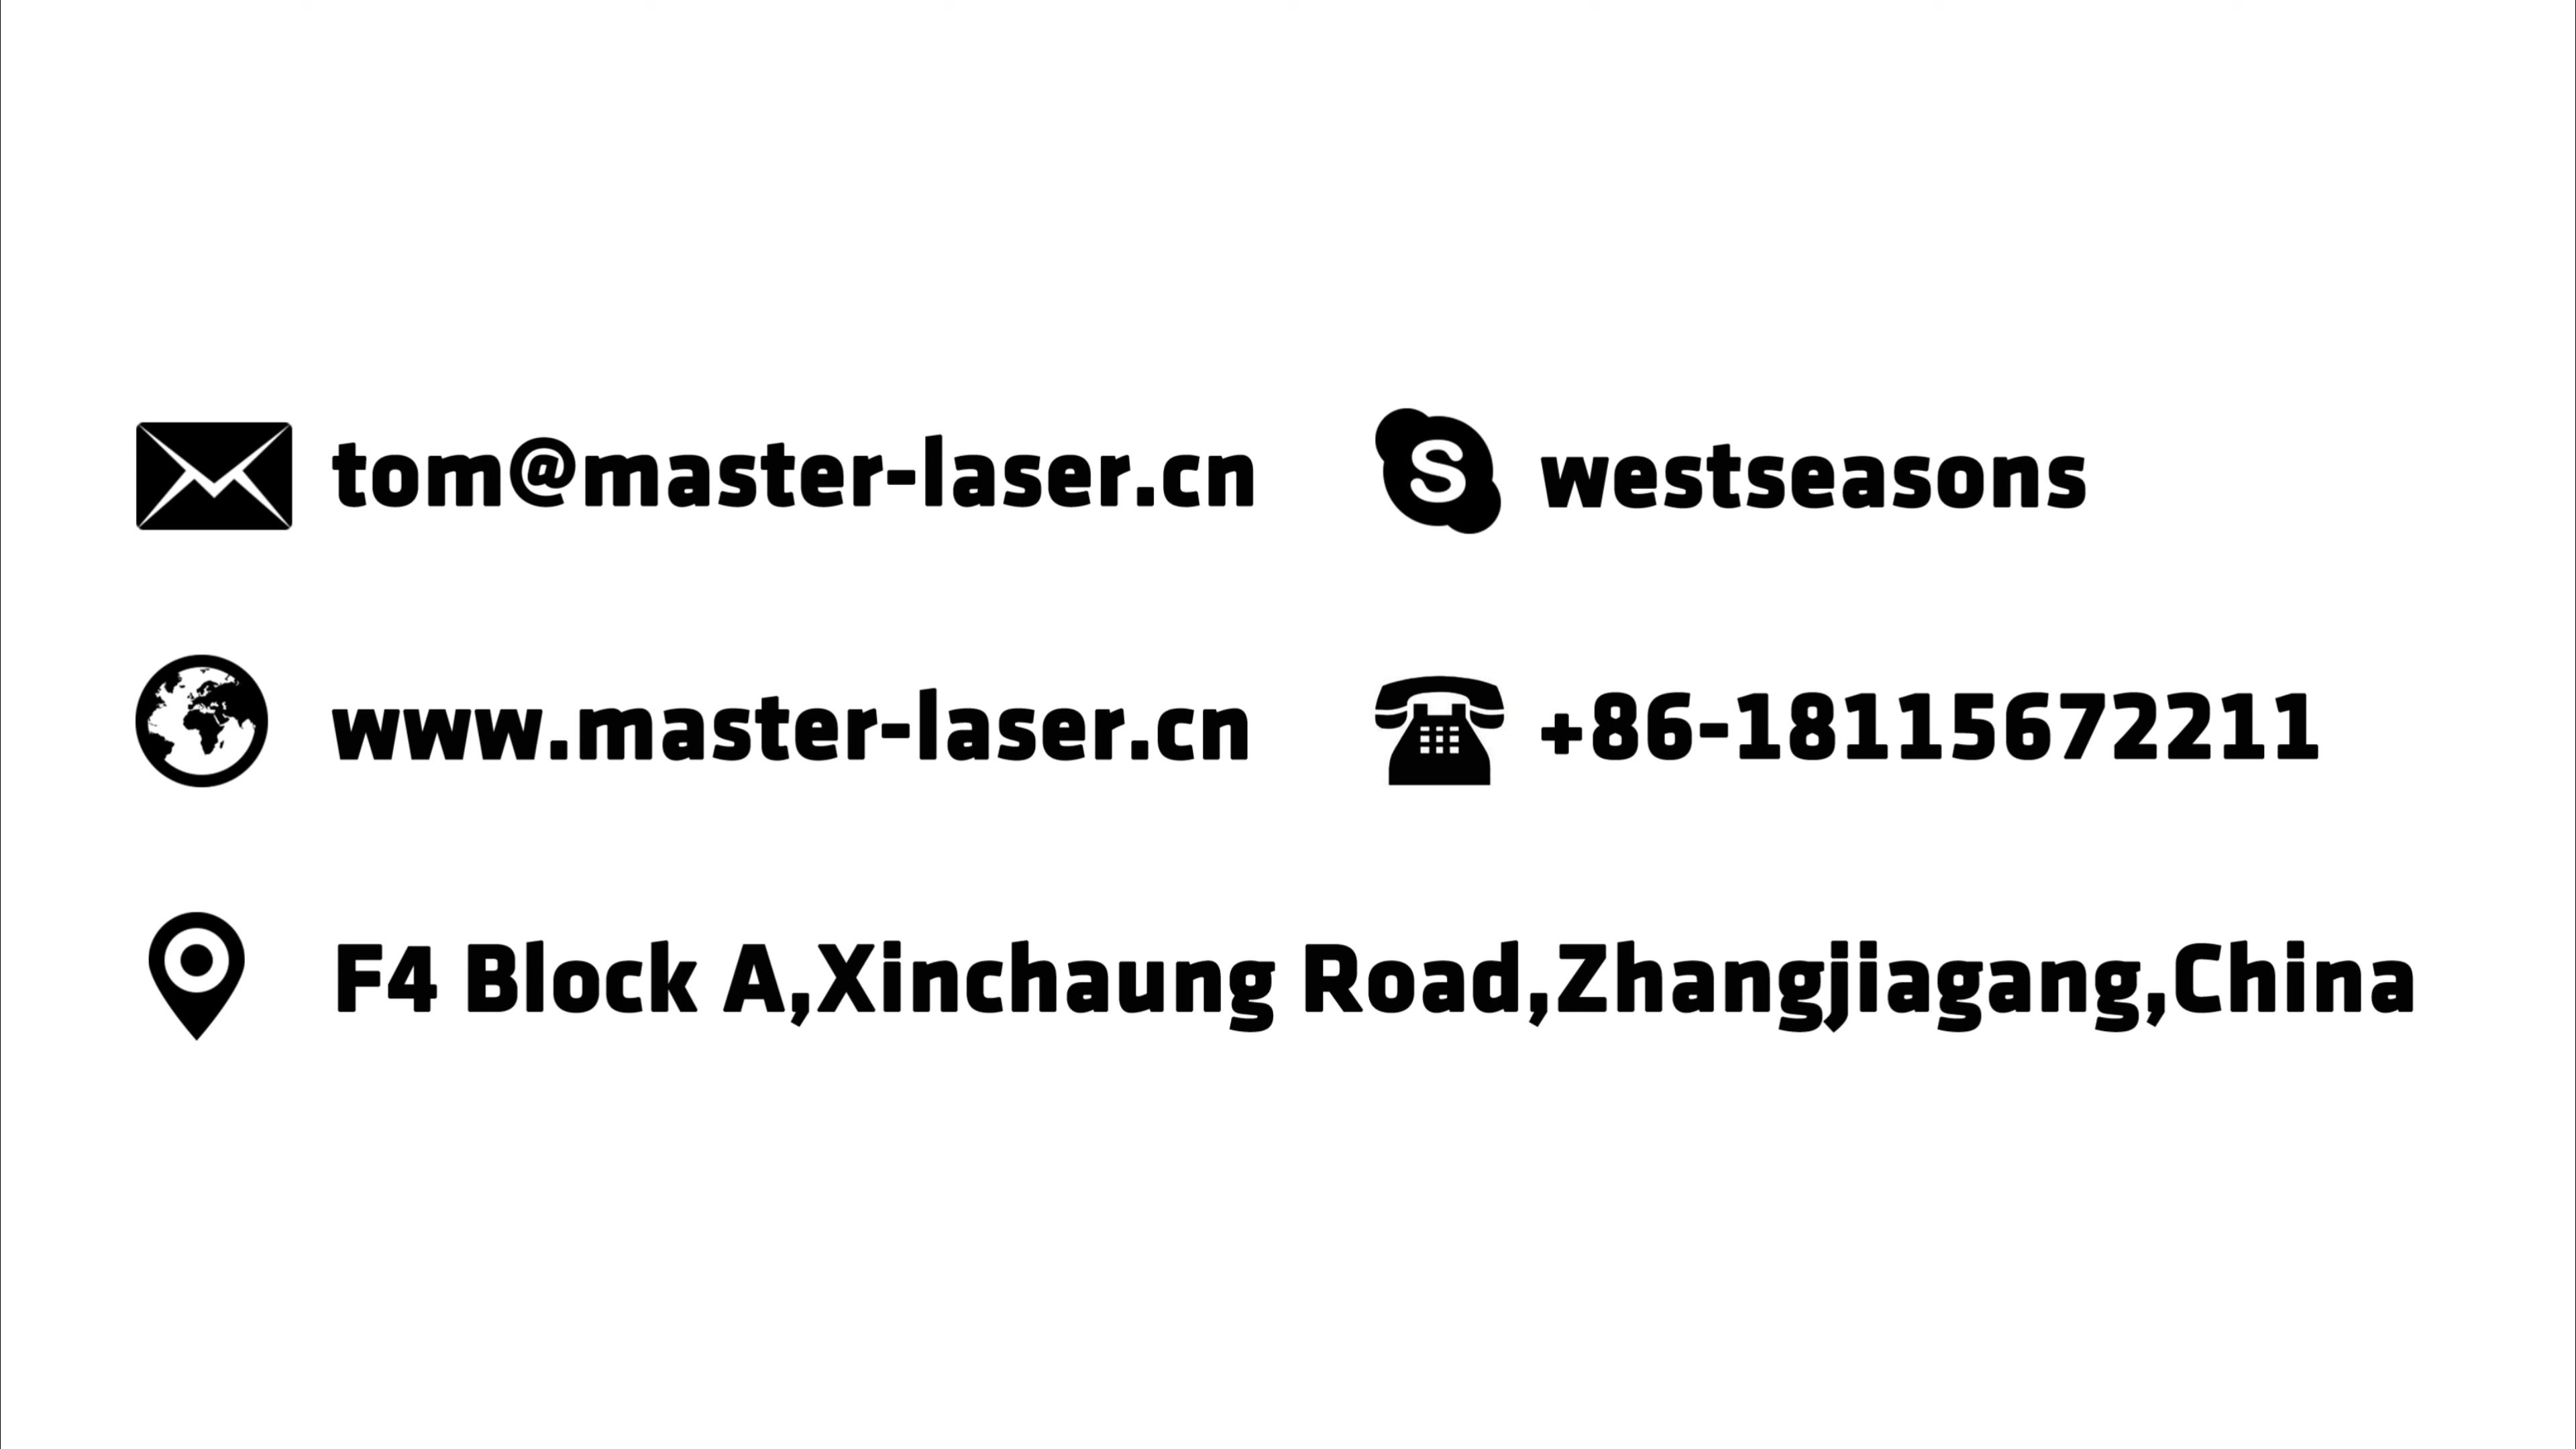 tom@master-laser.cn
westseasons
www.master-laser.cn
+86-18115672211
F4 Block A,Xinchaung Road,Zhangjiagang,China